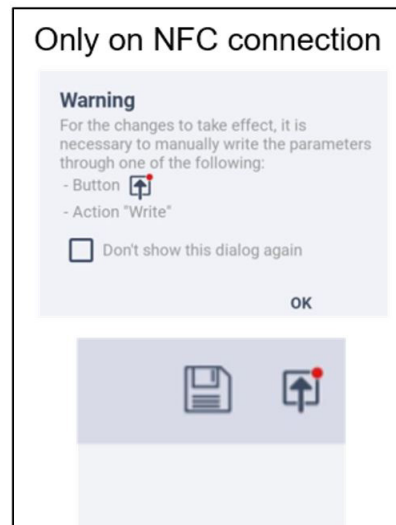 Only on NFC connection
Warning
For the changes to take effect, it is
necessary to manually write the parameters
through one of the following:
- Button
- Action "Write"
Don't show this dialog again
OK